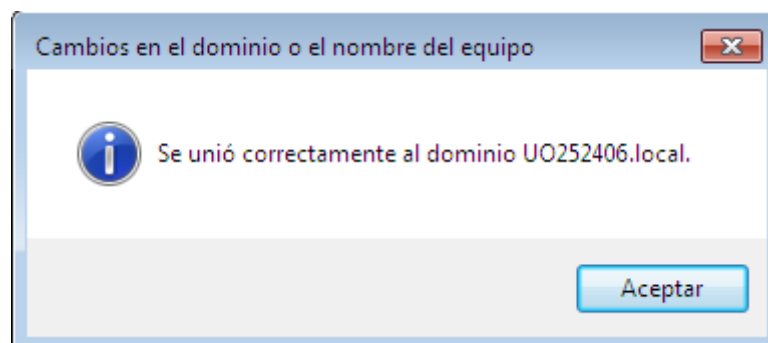 Cambios en el dominio o el nombre del equipo
Se unió correctamente al dominio UO252406.local.
Aceptar